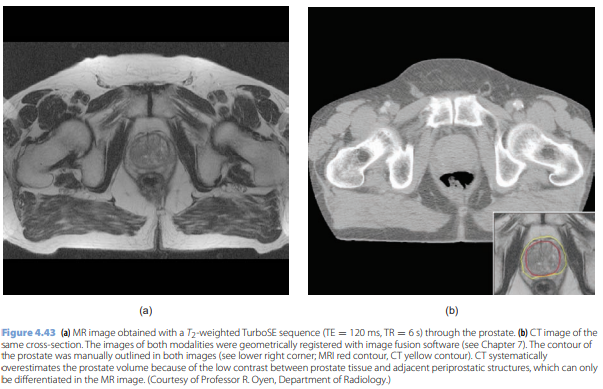 (a)
(b)
Figure 4.43 (a) MR image obtained with a T2-weighted TurboSE sequence (TE = 120 ms, TR = 6 s) through the prostate. (b) CT image of the
same cross-section. The images of both modalities were geometrically registered with image fusion software (see Chapter 7). The contour of
the prostate was manually outlined in both images (see lower right corner; MRI red contour, CT yellow contour). CT systematically
overestimates the prostate volume because of the low contrast between prostate tissue and adjacent periprostatic structures, which can only
be differentiated in the MR image. (Courtesy of Professor R. Oyen, Department of Radiology.)